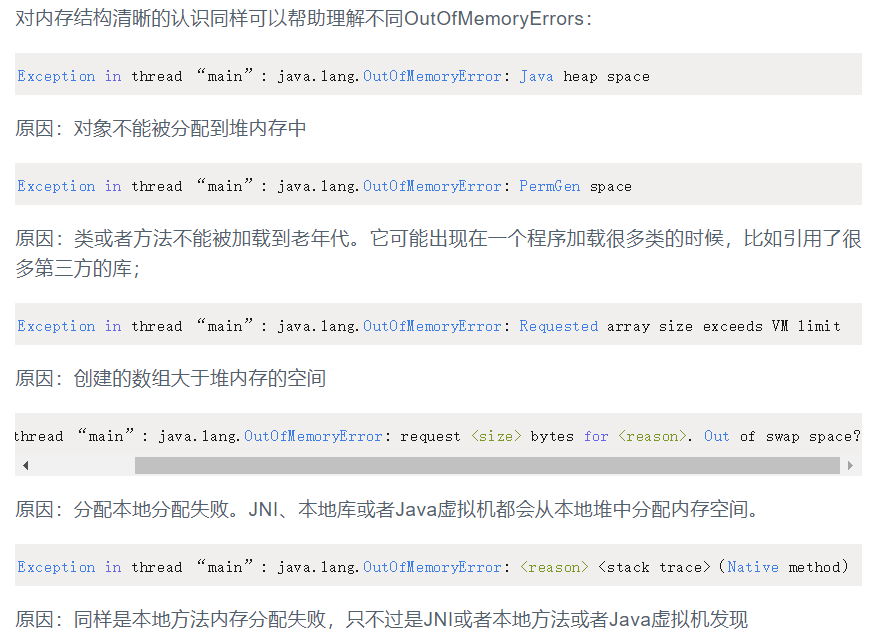 对内存结构清晰的认识同样可以帮助理解不同OutOfMemoryErrors：
Exception in thread “main”: java.lang.OutOfMemoryError: Java heap space
原因：对象不能被分配到堆内存中
Exception in thread “main”: java.lang.OutOfMemoryError: PermGen space
原因：类或者方法不能被加载到老年代。它可能出现在一个程序加载很多类的时候，比如引用了很
多第三方的库；
Exception in thread “main”: java.lang.OutOfMemoryError: Requested array size exceeds VM limit
原因：创建的数组大于堆内存的空间
thread “main”: java.lang.OutOfMemoryError: request <size> bytes for <reason>. Out of swap space?
原因：分配本地分配失败。JNI、本地库或者Java虚拟机都会从本地堆中分配内存空间。
Exception in thread “main”: java.lang.OutOfMemoryError: <reason> <stack trace>（Native method）
原因：同样是本地方法内存分配失败，只不过是JNI或者本地方法或者Java虚拟机发现